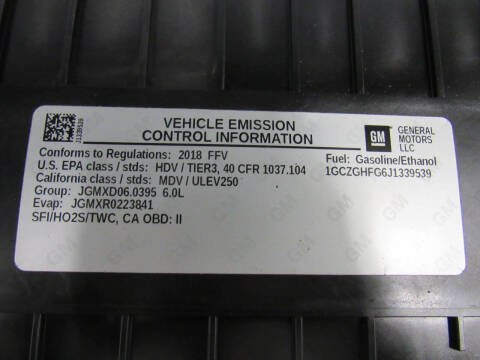 J1339539
VEHICLE EMISSION
CONTROL INFORMATION
GM
GENERAL
MOTORS
LLC
Conforms to Regulations: 2018 FFV
Fuel: Gasoline/Ethanol
U.S. EPA class / stds: HDV / TIER3, 40 CFR 1037.104
1GCZGHFG6J1339539
California class / stds: MDV / ULEV250
Group: JGMXD06.0395 6.0L
Evap: JGMXR0223841
SFI/HO2S/TWC, CA OBD: II